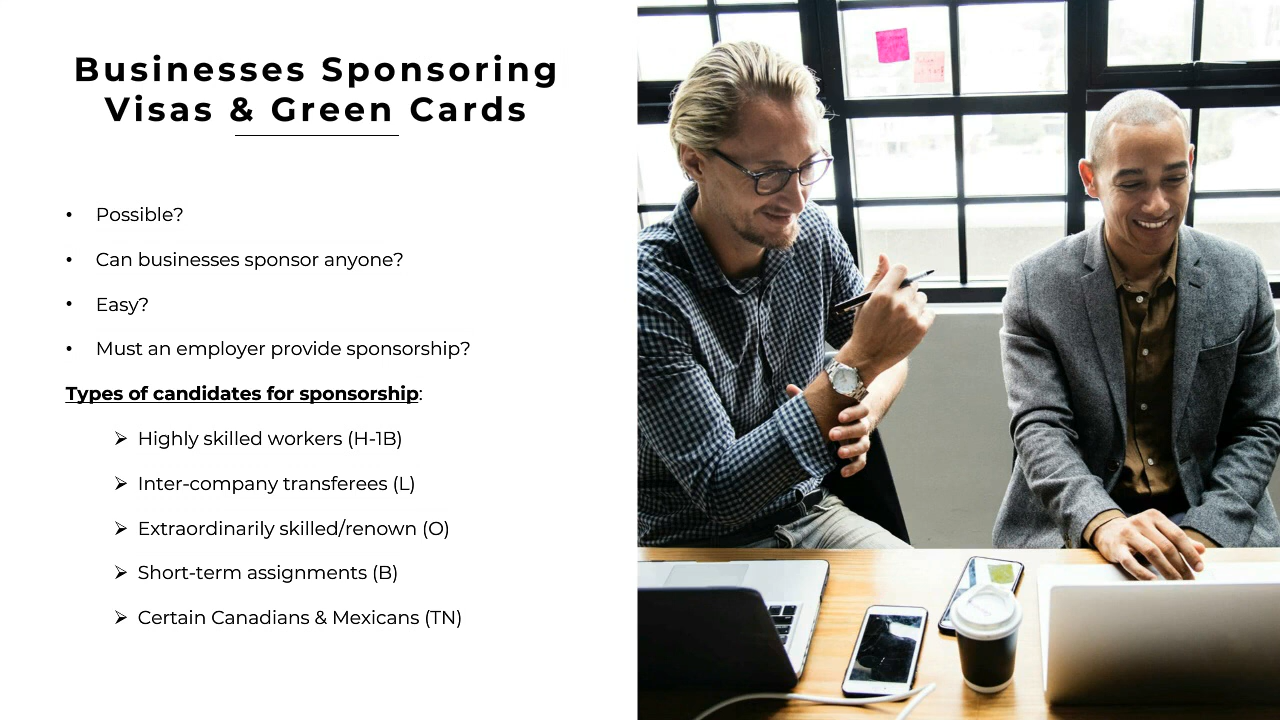 Businesses Sponsoring
Visas & Green Cards
• Possible?
• Can businesses sponsor anyone?
• Easy?
• Must an employer provide sponsorship?
Types of candidates for sponsorship:
➢ Highly skilled workers (H-1B)
➢ Inter-company transferees (L)
➢ Extraordinarily skilled/renown (O)
➢ Short-term assignments (B)
➢ Certain Canadians & Mexicans (TN)